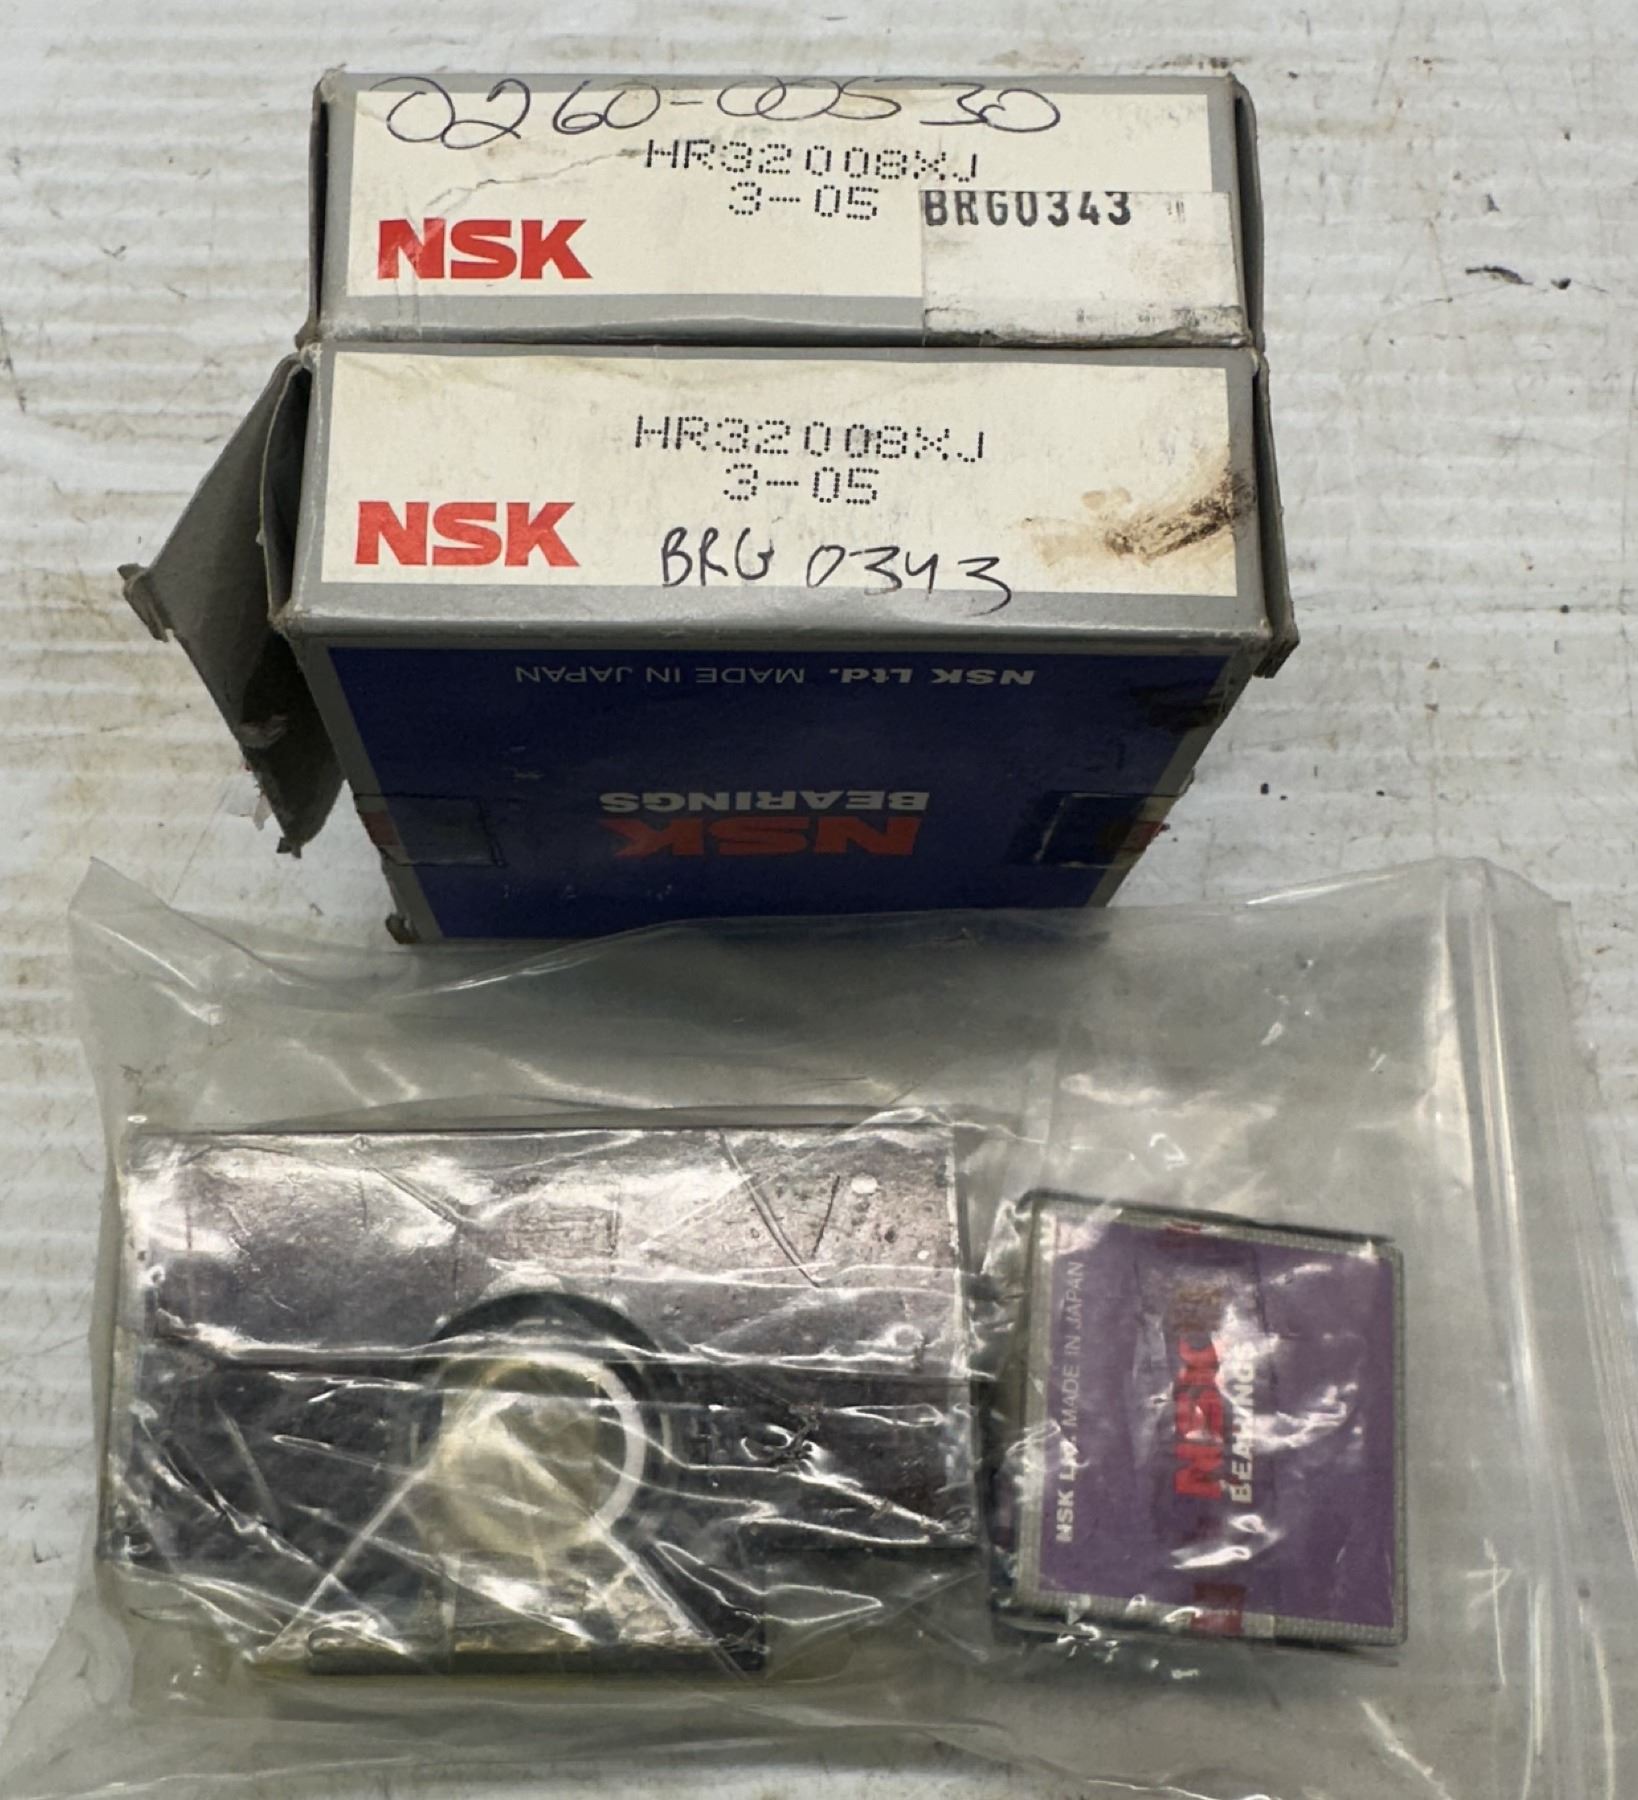 0260-00530
HR32008XJ
3-05
BRG0343
NSK
HR32008XJ
3-05
NSK
BRG 0343
NSK Ltd. MADE IN JAPAN
NSK
BEARINGS
NSK Ltd. MADE IN JAPAN
NSK
BEARINGS